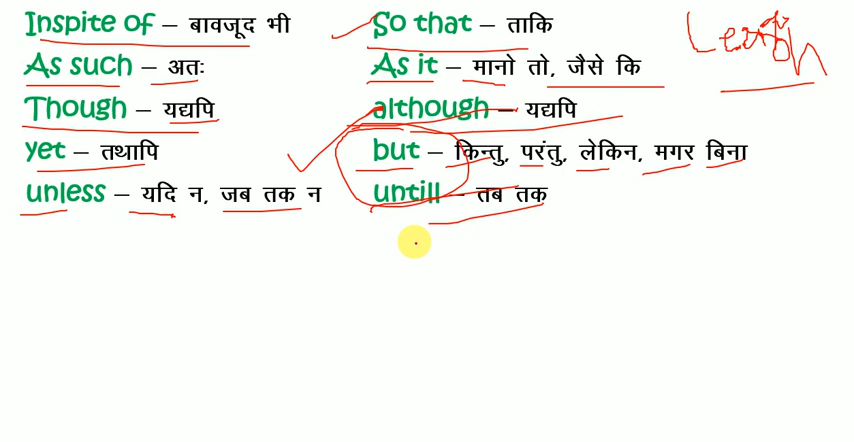 Inspite of – बावजूद भी So that – ताकि
As such – अतः As it – मानो तो, जैसे कि
Though – यद्यपि although – यद्यपि
yet – तथापि but – किन्तु, परंतु, लेकिन, मगर बिना
unless – यदि न, जब तक न untill – तब तक